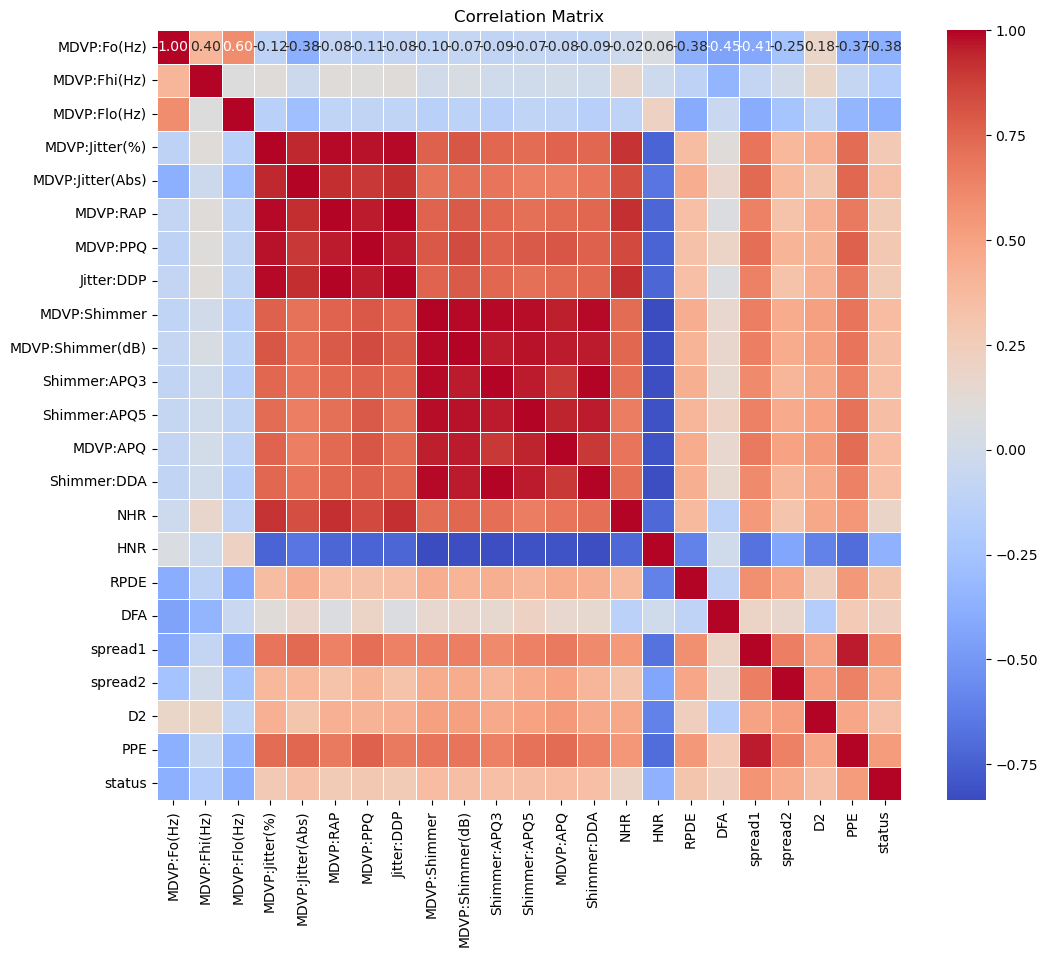 Correlation Matrix
MDVP:Fo(Hz) 1.00 0.40 0.60 -0.12 -0.38 -0.08 -0.11 -0.08 -0.10 -0.07 -0.09 -0.07 -0.08 -0.09 -0.02 0.06 -0.38 -0.45 -0.41 -0.25 0.18 -0.37 -0.38
MDVP:Fhi(Hz)
MDVP:Flo(Hz)
MDVP:Jitter(%)
MDVP:Jitter(Abs)
MDVP:RAP
MDVP:PPQ
Jitter:DDP
MDVP:Shimmer
MDVP:Shimmer(dB)
Shimmer:APQ3
Shimmer:APQ5
MDVP:APQ
Shimmer:DDA
NHR
HNR
RPDE
DFA
spread1
spread2
D2
PPE
status
MDVP:Fo(Hz)
MDVP:Fhi(Hz)
MDVP:Flo(Hz)
MDVP:Jitter(%)
MDVP:Jitter(Abs)
MDVP:RAP
MDVP:PPQ
Jitter:DDP
MDVP:Shimmer
MDVP:Shimmer(dB)
Shimmer:APQ3
Shimmer:APQ5
MDVP:APQ
Shimmer:DDA
NHR
HNR
RPDE
DFA
spread1
spread2
D2
PPE
status
1.00
0.75
0.50
0.25
0.00
−0.25
−0.50
−0.75